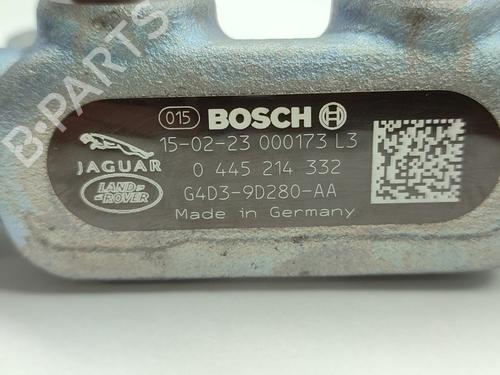 B-PARTS
015 BOSCH
15-02-23 000173 L3
JAGUAR
0 445 214 332
LAND-ROVER
G4D3-9D280-AA
Made in Germany